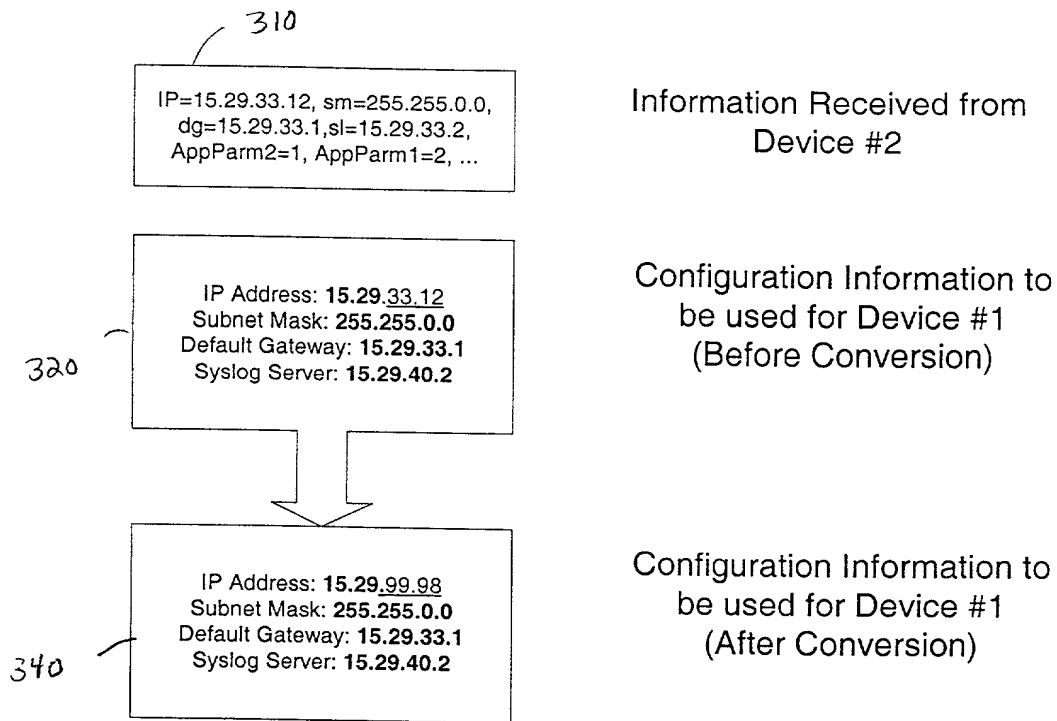 310
IP=15.29.33.12, sm=255.255.0.0,
dg=15.29.33.1,sl=15.29.33.2,
AppParm2=1, AppParm1=2, ...
Information Received from
Device #2
320
IP Address: 15.29.33.12
Subnet Mask: 255.255.0.0
Default Gateway: 15.29.33.1
Syslog Server: 15.29.40.2
Configuration Information to
be used for Device #1
(Before Conversion)
340
IP Address: 15.29.99.98
Subnet Mask: 255.255.0.0
Default Gateway: 15.29.33.1
Syslog Server: 15.29.40.2
Configuration Information to
be used for Device #1
(After Conversion)